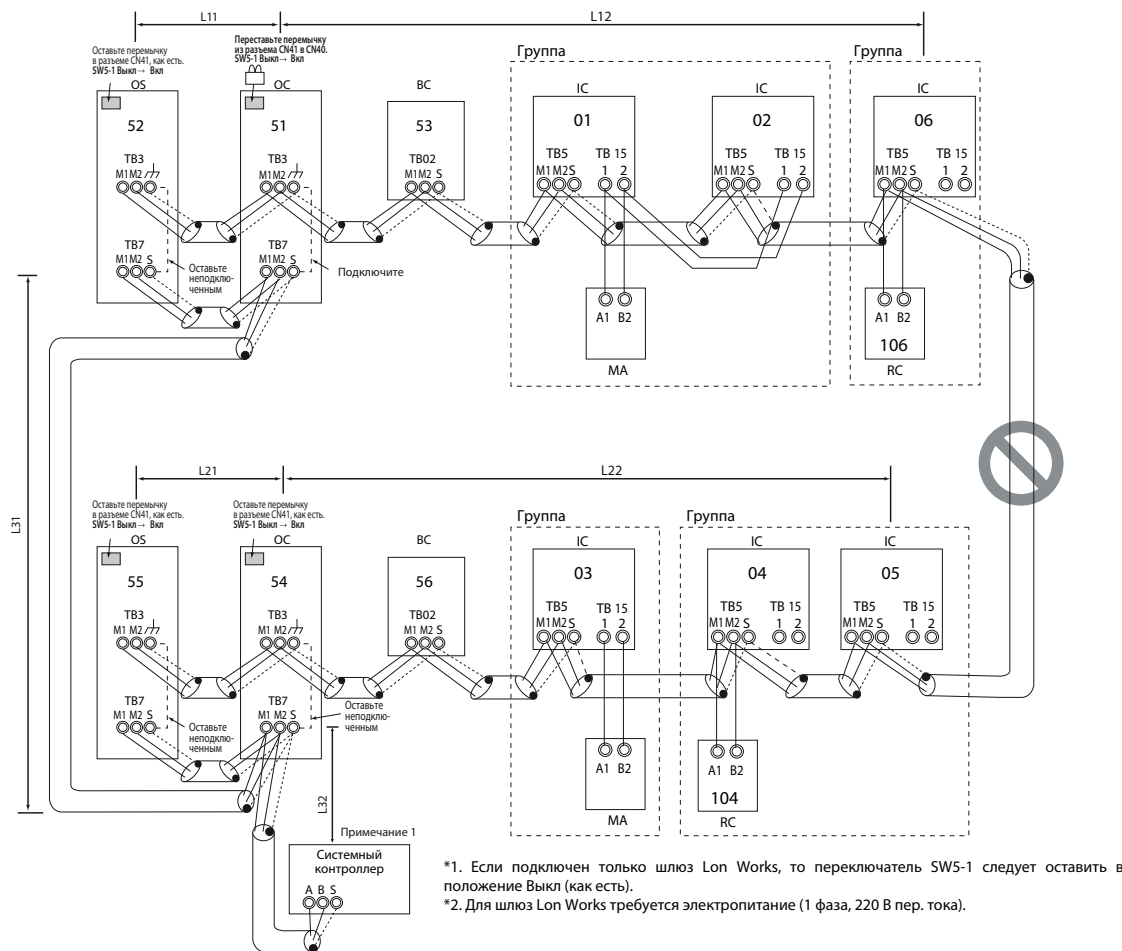 L11
L12
Оставьте перемычку
в разъеме CN41, как есть.
SW5-1 Выкл→ Вкл
OS
Переставьте перемычку
из разъема CN41 в CN40.
SW5-1 Выкл→ Вкл
OC
BC
Группа
IC
IC
Группа
IC
52
51
53
01
02
06
TB3
M1 M2
TB3
M1 M2
TB02
M1 M2 S
TB5
M1 M2 S
TB 15
1 2
TB5
M1 M2 S
TB 15
1 2
TB5
M1 M2 S
TB 15
1 2
TB7
M1 M2 S
Оставьте
неподклю-
ченным
TB7
M1 M2 S
Подключите
A1 B2
MA
A1 B2
106
RC
L31
L21
L22
Оставьте перемычку
в разъеме CN41, как есть.
SW5-1 Выкл→ Вкл
OS
Оставьте перемычку
в разъеме CN41, как есть.
SW5-1 Выкл→ Вкл
OC
BC
Группа
IC
Группа
IC
IC
55
54
56
03
04
05
TB3
M1 M2
TB3
M1 M2
TB02
M1 M2 S
TB5
M1 M2 S
TB 15
1 2
TB5
M1 M2 S
TB 15
1 2
TB5
M1 M2 S
TB 15
1 2
TB7
M1 M2 S
Оставьте
неподклю-
ченным
TB7
M1 M2 S
Оставьте
неподклю-
ченным
A1 B2
MA
A1 B2
104
RC
L32
Примечание 1
Системный
контроллер
A B S
*1. Если подключен только шлюз Lon Works, то переключатель SW5-1 следует оставить в
положение Выкл (как есть).
*2. Для шлюз Lon Works требуется электропитание (1 фаза, 220 В пер. тока).